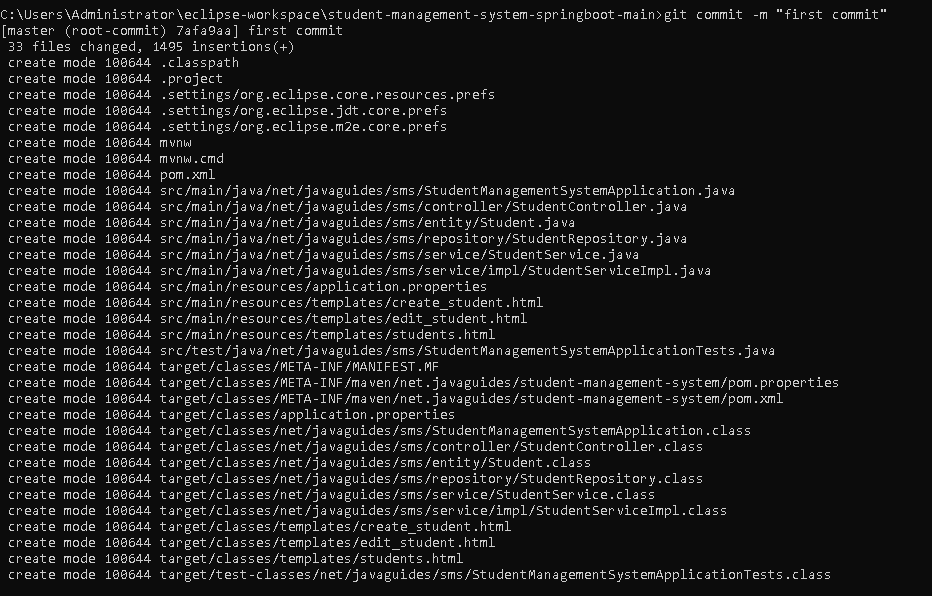 C:\Users\Administrator\eclipse-workspace\student-management-system-springboot-main>git commit -m "first commit"
[master (root-commit) 7afa9aa] first commit
 33 files changed, 1495 insertions(+)
 create mode 100644 .classpath
 create mode 100644 .project
 create mode 100644 .settings/org.eclipse.core.resources.prefs
 create mode 100644 .settings/org.eclipse.jdt.core.prefs
 create mode 100644 .settings/org.eclipse.m2e.core.prefs
 create mode 100644 mvnw
 create mode 100644 mvnw.cmd
 create mode 100644 pom.xml
 create mode 100644 src/main/java/net/javaguides/sms/StudentManagementSystemApplication.java
 create mode 100644 src/main/java/net/javaguides/sms/controller/StudentController.java
 create mode 100644 src/main/java/net/javaguides/sms/entity/Student.java
 create mode 100644 src/main/java/net/javaguides/sms/repository/StudentRepository.java
 create mode 100644 src/main/java/net/javaguides/sms/service/StudentService.java
 create mode 100644 src/main/java/net/javaguides/sms/service/impl/StudentServiceImpl.java
 create mode 100644 src/main/resources/application.properties
 create mode 100644 src/main/resources/templates/create_student.html
 create mode 100644 src/main/resources/templates/edit_student.html
 create mode 100644 src/main/resources/templates/students.html
 create mode 100644 src/test/java/net/javaguides/sms/StudentManagementSystemApplicationTests.java
 create mode 100644 target/classes/META-INF/MANIFEST.MF
 create mode 100644 target/classes/META-INF/maven/net.javaguides/student-management-system/pom.properties
 create mode 100644 target/classes/META-INF/maven/net.javaguides/student-management-system/pom.xml
 create mode 100644 target/classes/application.properties
 create mode 100644 target/classes/net/javaguides/sms/StudentManagementSystemApplication.class
 create mode 100644 target/classes/net/javaguides/sms/controller/StudentController.class
 create mode 100644 target/classes/net/javaguides/sms/entity/Student.class
 create mode 100644 target/classes/net/javaguides/sms/repository/StudentRepository.class
 create mode 100644 target/classes/net/javaguides/sms/service/StudentService.class
 create mode 100644 target/classes/net/javaguides/sms/service/impl/StudentServiceImpl.class
 create mode 100644 target/classes/templates/create_student.html
 create mode 100644 target/classes/templates/edit_student.html
 create mode 100644 target/classes/templates/students.html
 create mode 100644 target/test-classes/net/javaguides/sms/StudentManagementSystemApplicationTests.class